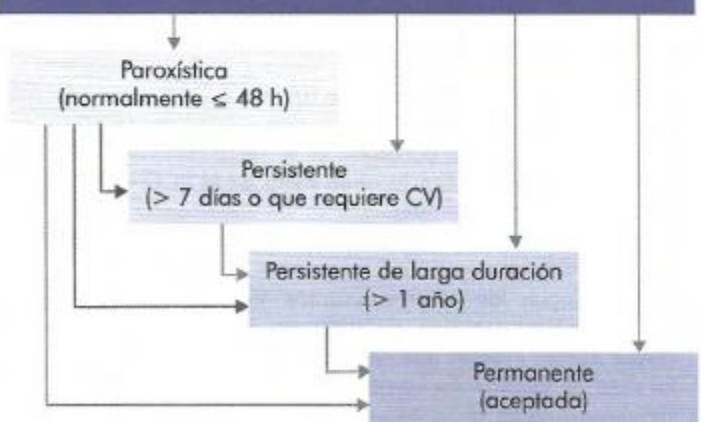 Paroxística
(normalmente ≤ 48 h)
Persistente
(> 7 días o que requiere CV)
Persistente de larga duración
(> 1 año)
Permanente
(aceptada)